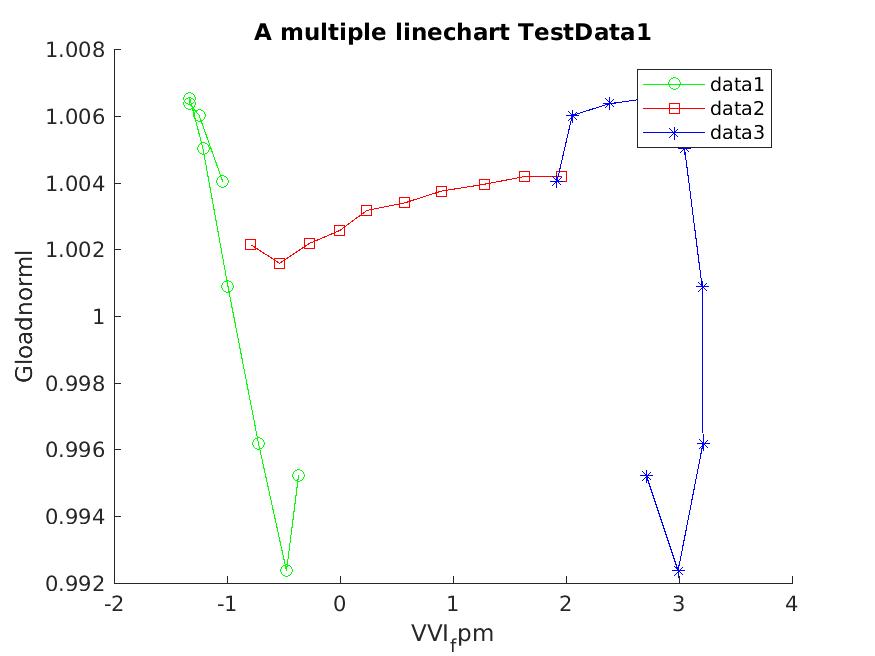 A multiple linechart TestData1
1.008
1.006
1.004
1.002
1
0.998
0.996
0.994
0.992
-2
-1
0
1
2
3
4
Gloadnorml
VVI_fpm
data1
data2
data3